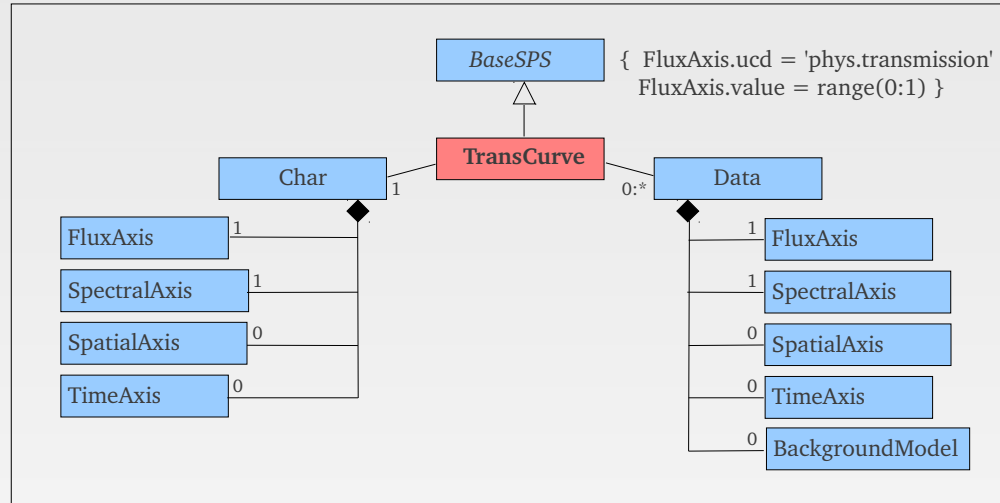 BaseSPS
{ FluxAxis.ucd = 'phys.transmission'
FluxAxis.value = range(0:1) }
TransCurve
Char
1
0:*
Data
FluxAxis
1
SpectralAxis
1
SpatialAxis
0
TimeAxis
0
1
FluxAxis
1
SpectralAxis
0
SpatialAxis
0
TimeAxis
0
BackgroundModel